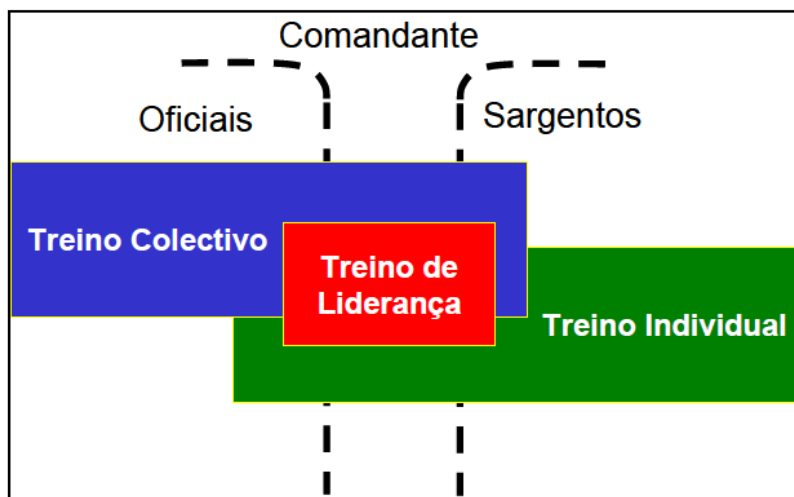 Comandante
Oficiais
Sargentos
Treino Colectivo
Treino de
Liderança
Treino Individual